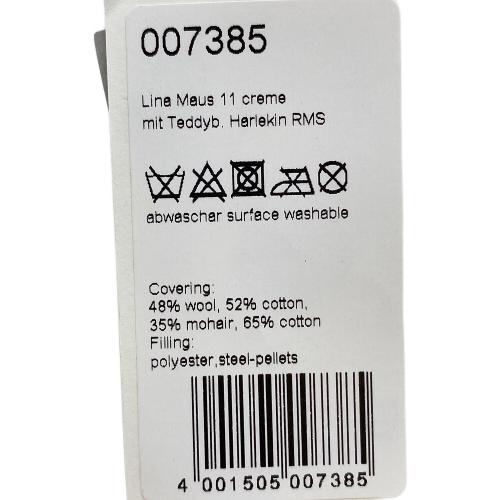 007385
Lina Maus 11 creme
mit Teddyb. Harlekin RMS
abwaschar surface washable
Covering:
48% wool, 52% cotton,
35% mohair, 65% cotton
Filling:
polyester,steel-pellets
4 001505 007385